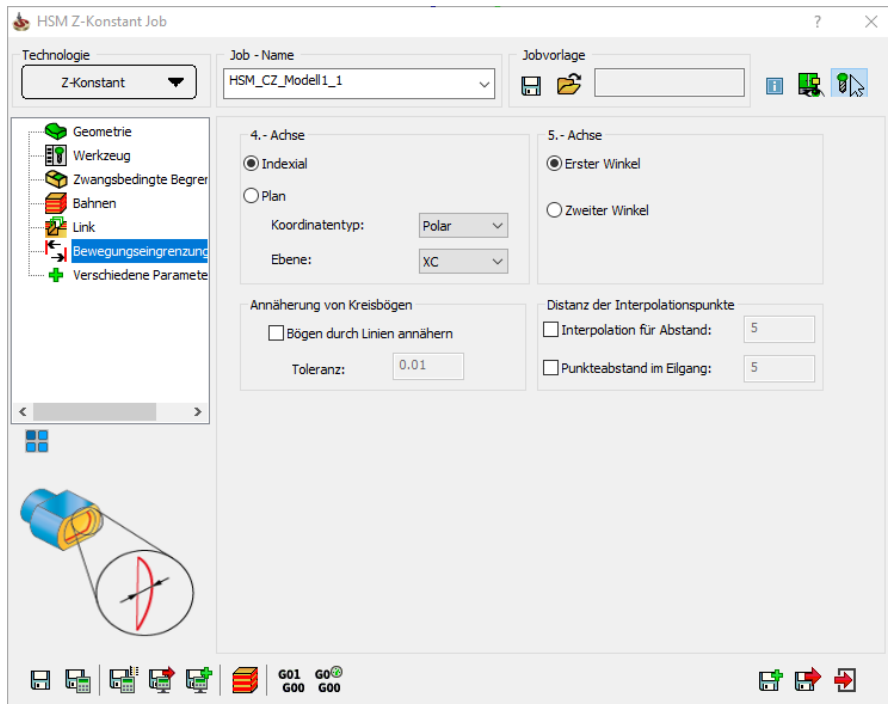 HSM Z-Konstant Job
Technologie
Z-Konstant
Job - Name
HSM_CZ_Modell1_1
Jobvorlage
Geometrie
Werkzeug
Zwangsbedingte Begrer
Bahnen
Link
Bewegungseingrenzung
Verschiedene Paramete
4.- Achse
Indexial
Plan
Koordinatentyp: Polar
Ebene: XC
5.- Achse
Erster Winkel
Zweiter Winkel
Annäherung von Kreisbögen
Bögen durch Linien annähern
Toleranz: 0.01
Distanz der Interpolationspunkte
Interpolation für Abstand: 5
Punkteabstand im Eilgang: 5
G01 G00
G00 G00